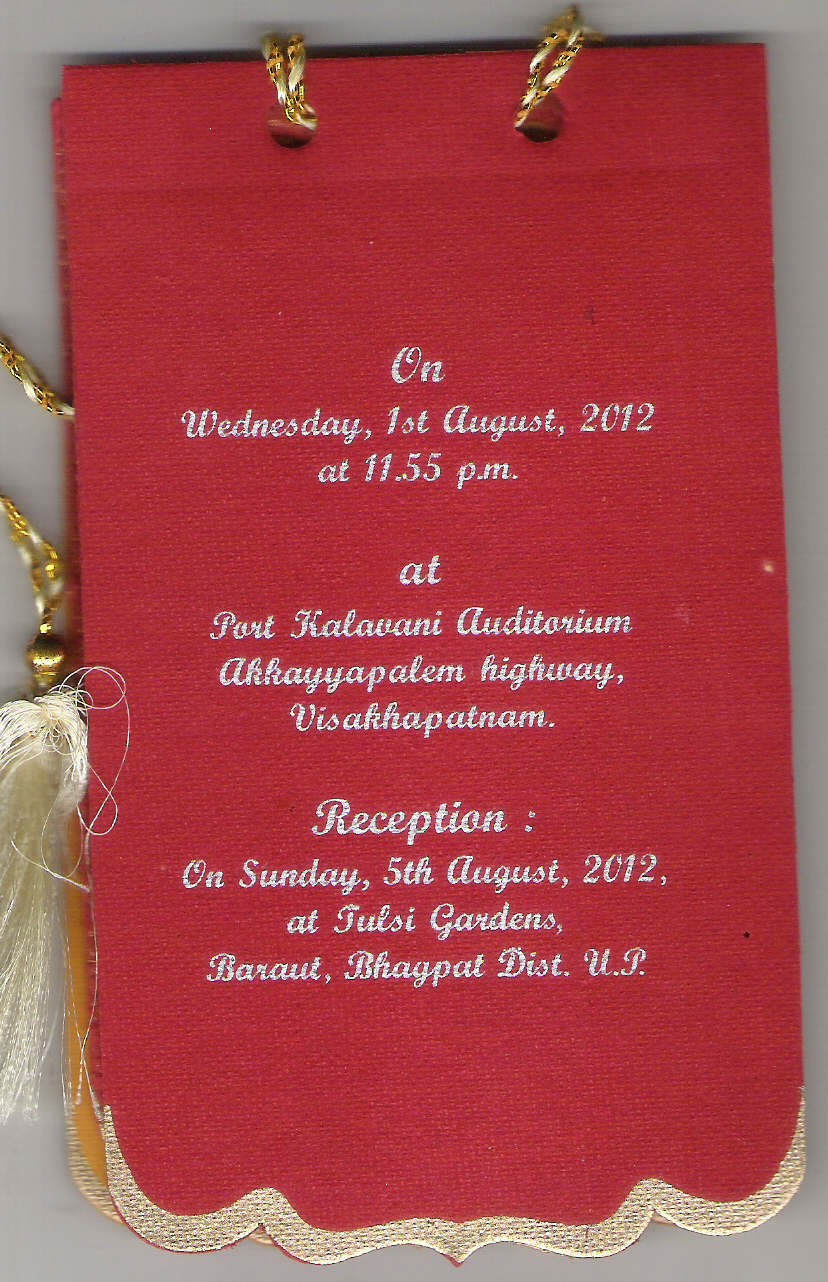 On
Wednesday, 1st August, 2012
at 11.55 p.m.
at
Port Kalavani Auditorium
Akkayyapalem highway,
Visakhapatnam.
Reception :
On Sunday, 5th August, 2012,
at Tulsi Gardens,
Baraut, Bhagpat Dist. U.P.